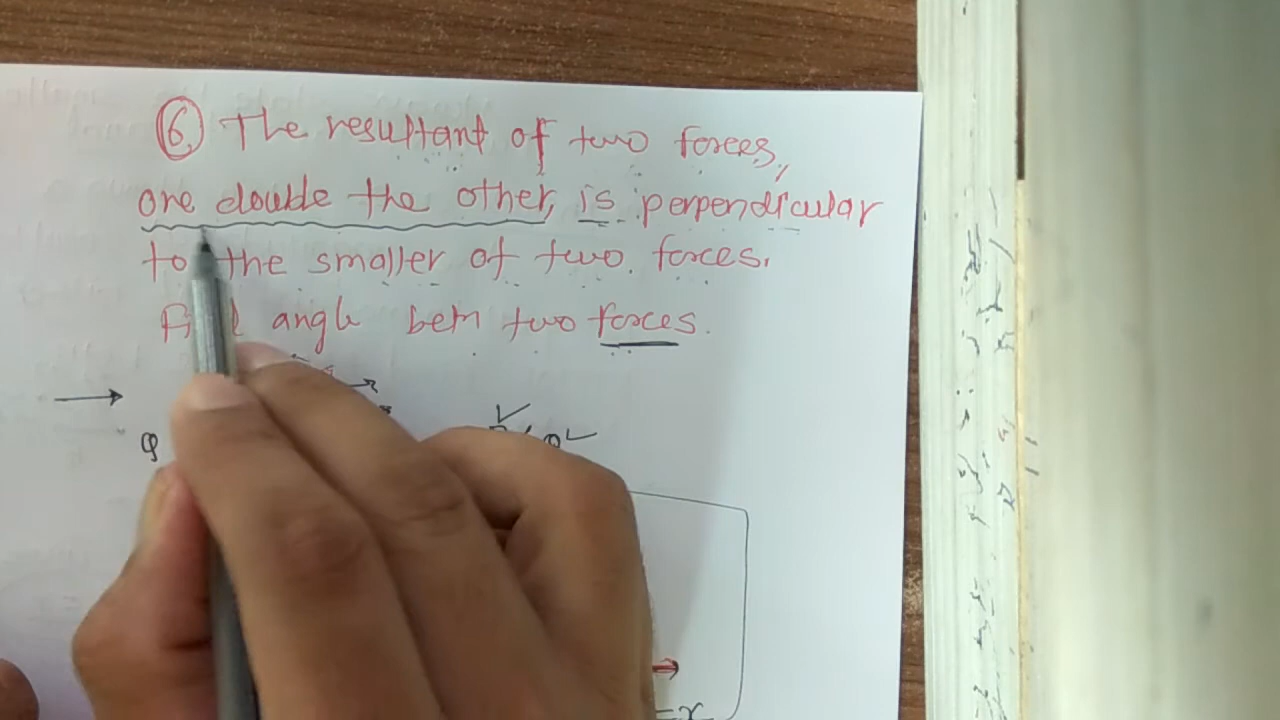 ⑥ The resultant of two forces,
one double the other, is perpendicular
to the smaller of two forces.
angle betn two forces.
Q
= x